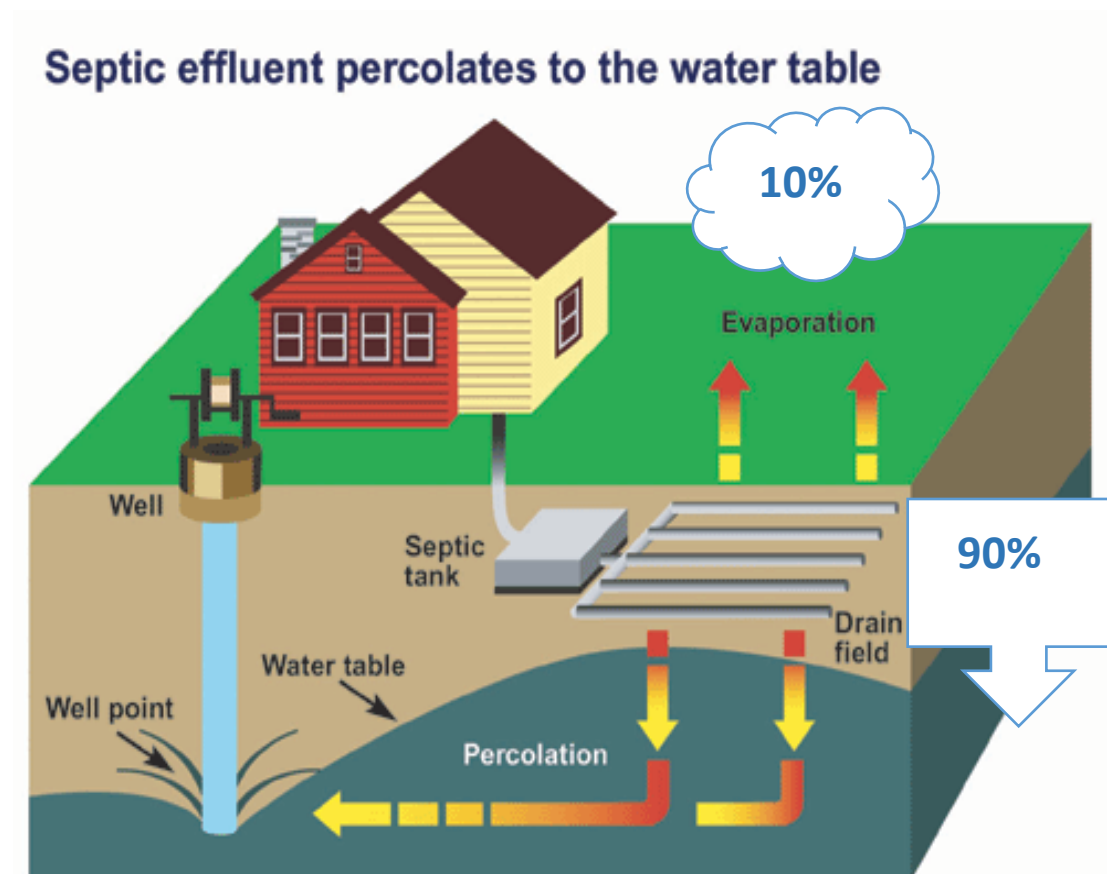 Septic effluent percolates to the water table
10%
Evaporation
Well
Septic
tank
90%
Drain
field
Water table
Well point
Percolation